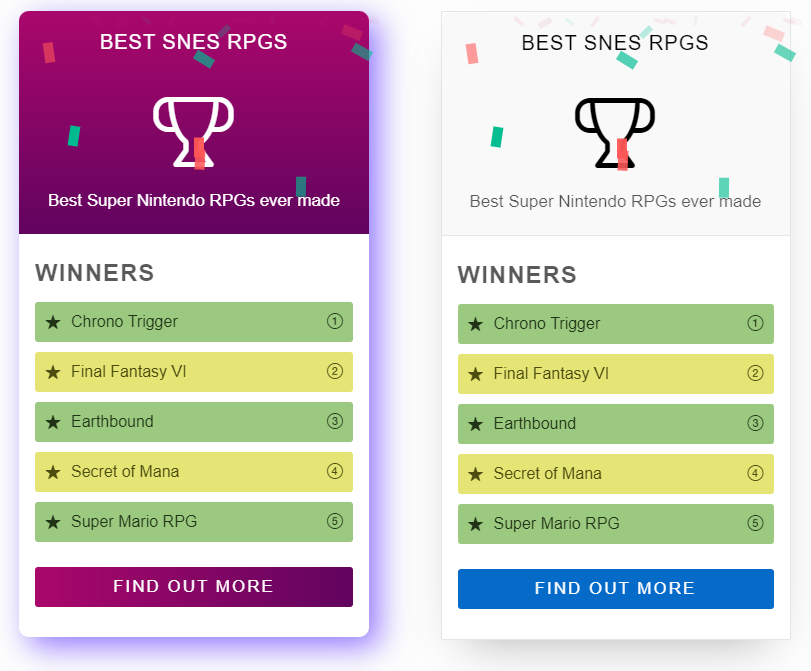 BEST SNES RPGS
Best Super Nintendo RPGs ever made
WINNERS
★ Chrono Trigger ①
★ Final Fantasy VI ②
★ Earthbound ③
★ Secret of Mana ④
★ Super Mario RPG ⑤
FIND OUT MORE
BEST SNES RPGS
Best Super Nintendo RPGs ever made
WINNERS
★ Chrono Trigger ①
★ Final Fantasy VI ②
★ Earthbound ③
★ Secret of Mana ④
★ Super Mario RPG ⑤
FIND OUT MORE